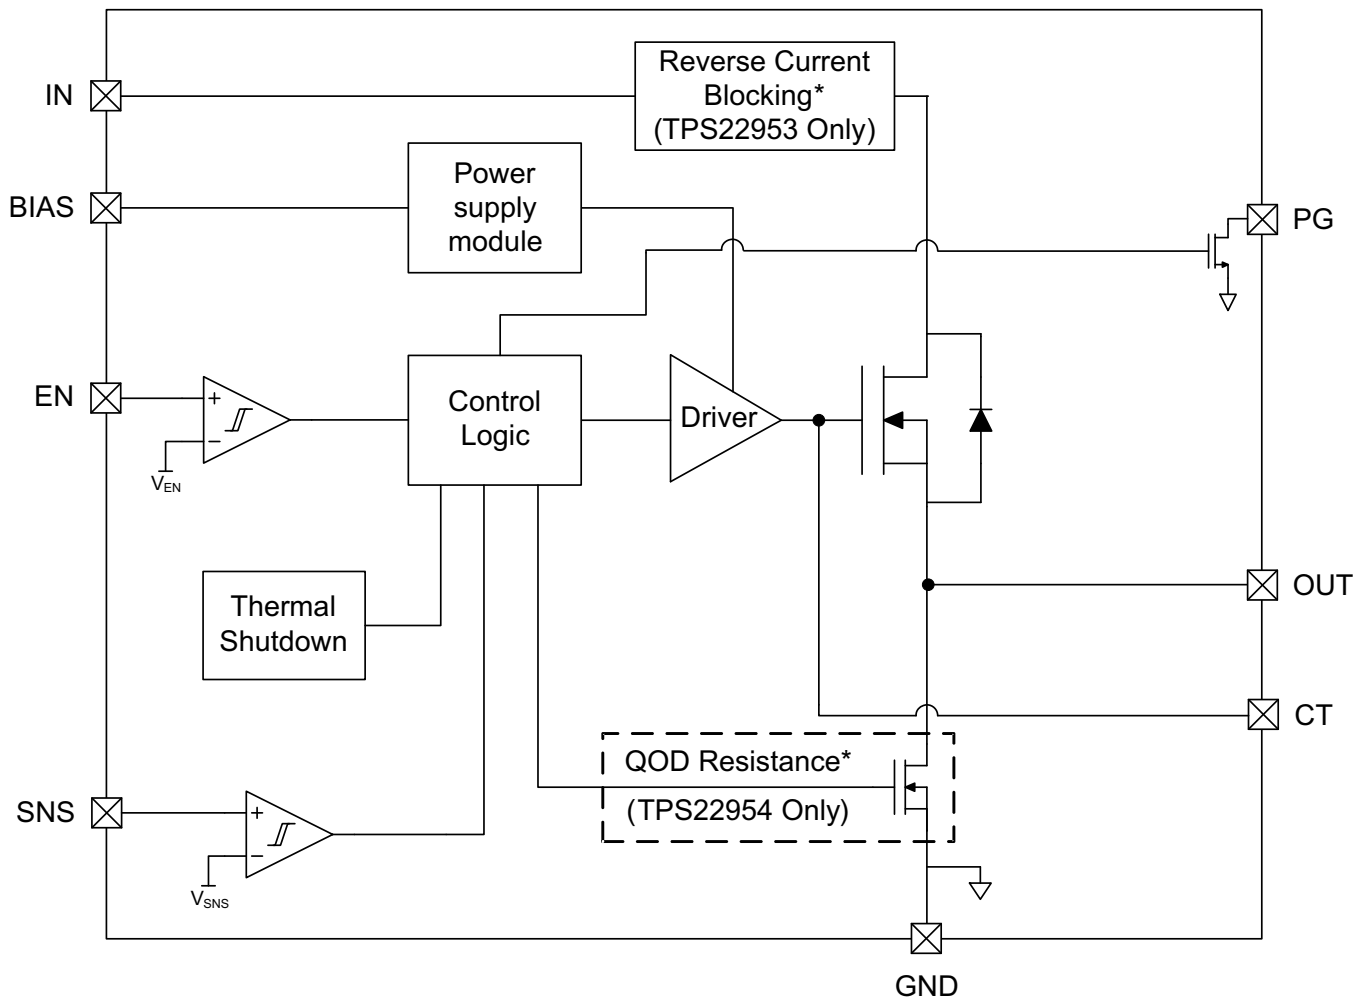 Reverse Current
Blocking*
(TPS22953 Only)
IN
Power
supply
module
BIAS
PG
EN
+
−
VEN
Control
Logic
Driver
Thermal
Shutdown
OUT
CT
QOD Resistance*
(TPS22954 Only)
SNS
+
−
VSNS
GND